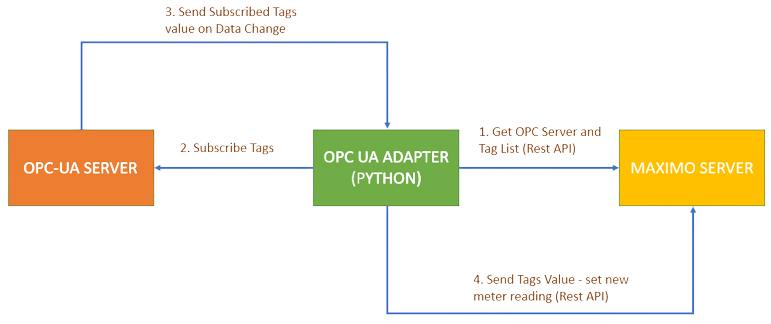 3. Send Subscribed Tags
value on Data Change
OPC-UA SERVER
2. Subscribe Tags
OPC UA ADAPTER
(PYTHON)
1. Get OPC Server and
Tag List (Rest API)
MAXIMO SERVER
4. Send Tags Value - set new
meter reading (Rest API)